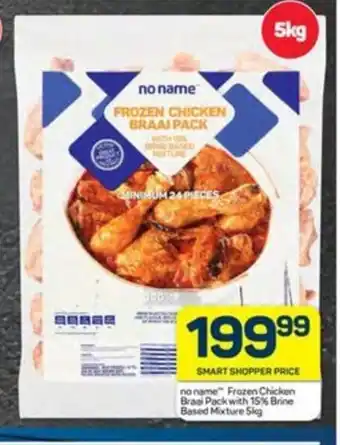 5kg
no name™
FROZEN CHICKEN
BRAAI PACK
WITH 15%
BRINE BASED
MIXTURE
MINIMUM 24 PIECES
199 99
SMART SHOPPER PRICE
no name™ Frozen Chicken
Braai Pack with 15% Brine
Based Mixture 5kg